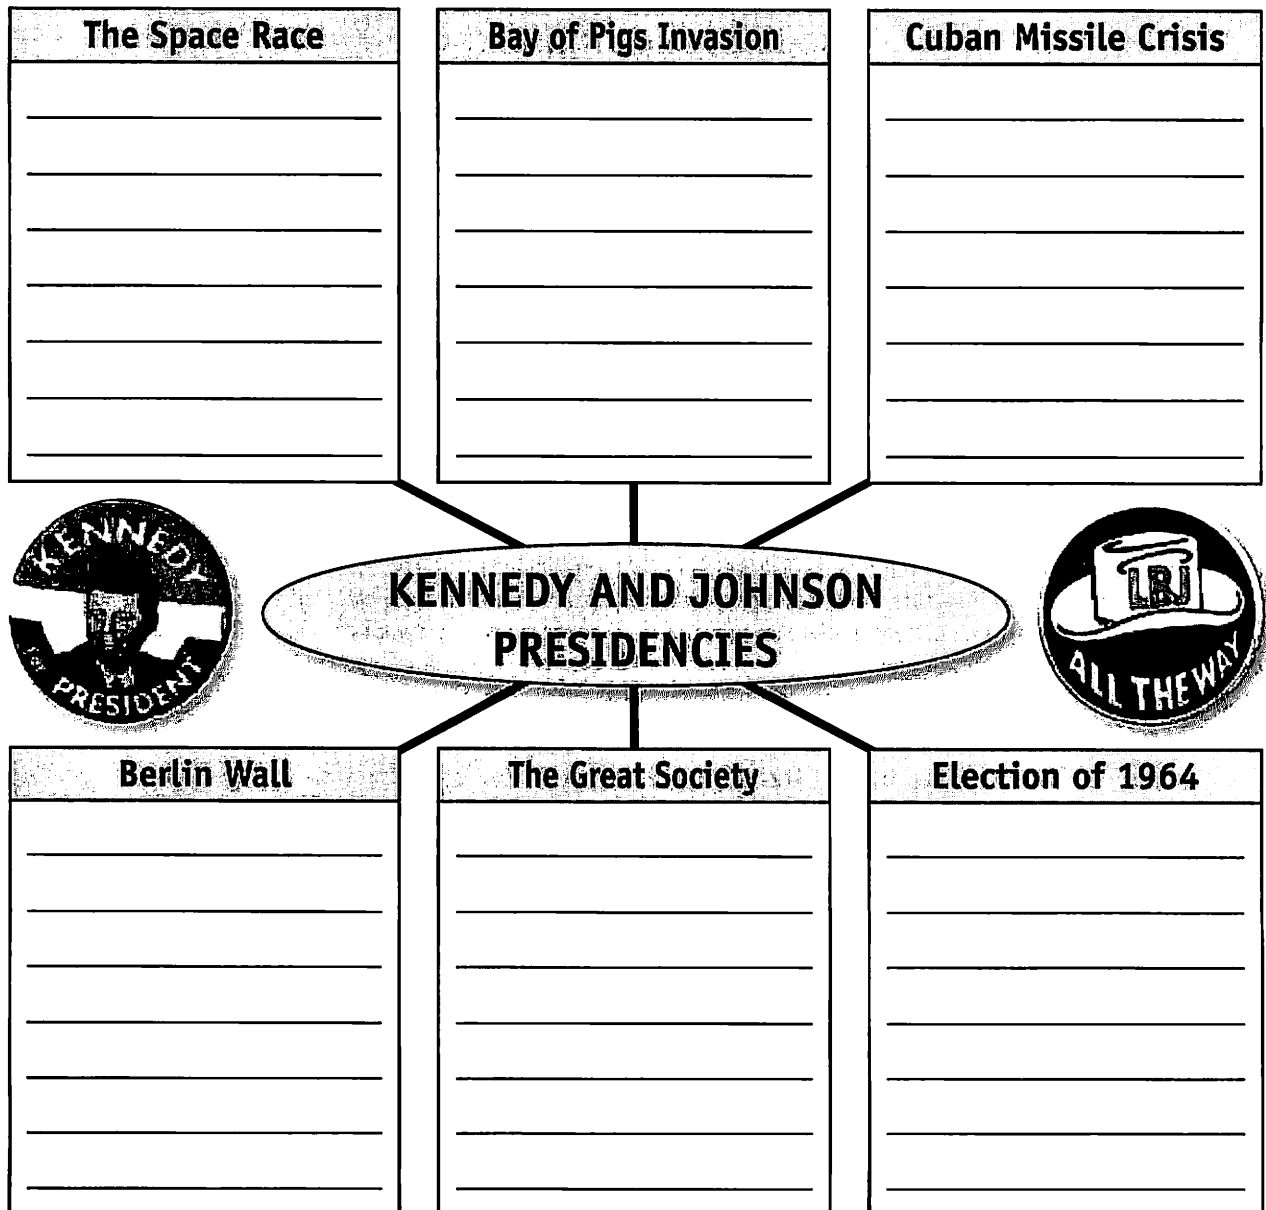 The Space Race
Bay of Pigs Invasion
Cuban Missile Crisis
KENNEDY
FOR PRESIDENT
KENNEDY AND JOHNSON
PRESIDENCIES
LBJ
ALL THE WAY
Berlin Wall
The Great Society
Election of 1964